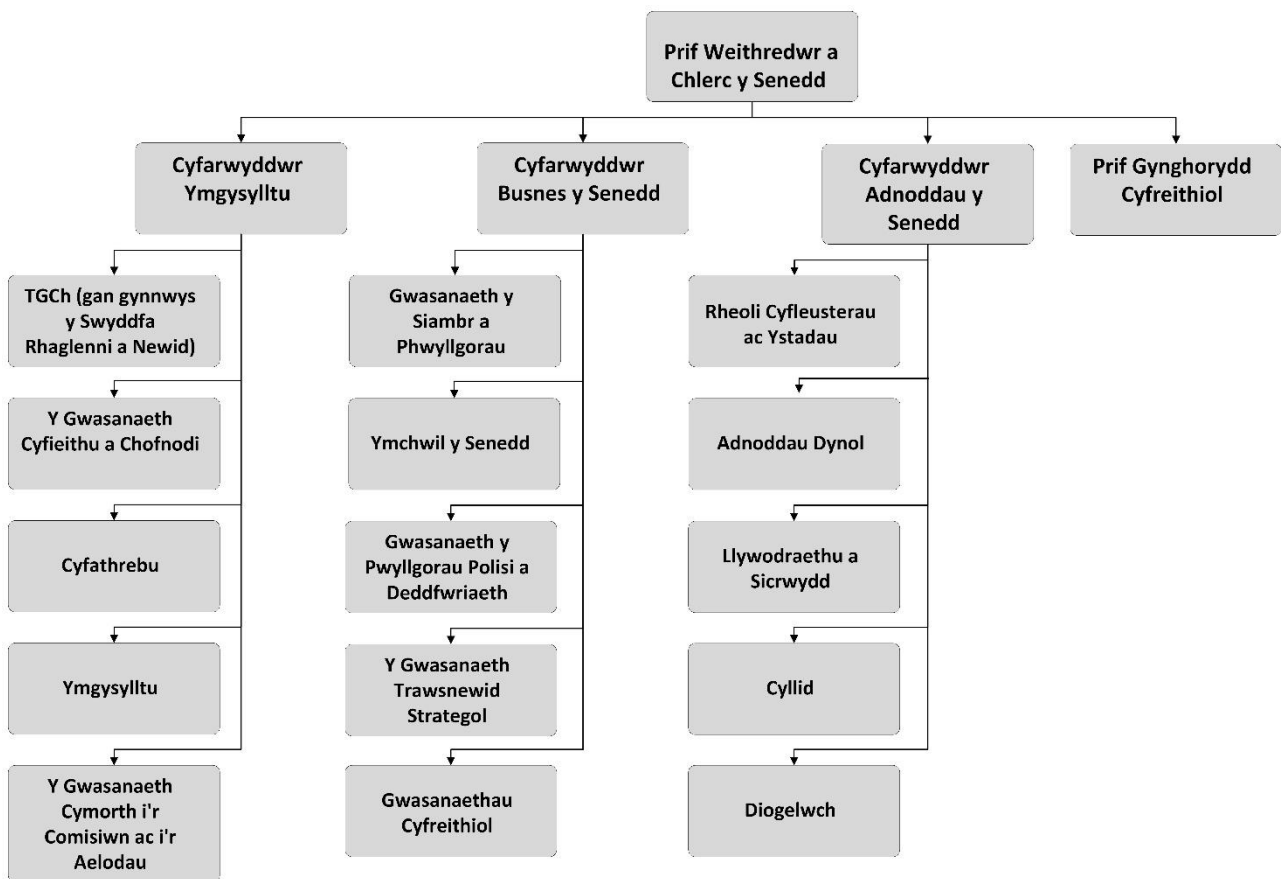 Prif Weithredwr a
Chlerc y Senedd
Cyfarwyddwr
Ymgysylltu
Cyfarwyddwr
Busnes y Senedd
Cyfarwyddwr
Adnoddau y
Senedd
Prif Gynghorydd
Cyfreithiol
TGCh (gan gynnwys
y Swyddfa
Rhaglenni a Newid)
Y Gwasanaeth
Cyfieithu a Chofnodi
Cyfathrebu
Ymgysylltu
Y Gwasanaeth
Cymorth i'r
Comisiwn ac i'r
Aelodau
Gwasanaeth y
Siambr a
Phwyllgorau
Ymchwil y Senedd
Gwasanaeth y
Pwyllgorau Polisi a
Deddfwriaeth
Y Gwasanaeth
Trawsnewid
Strategol
Gwasanaethau
Cyfreithiol
Rheoli Cyfleusterau
ac Ystadau
Adnoddau Dynol
Llywodraethu a
Sicrwydd
Cyllid
Diogelwch